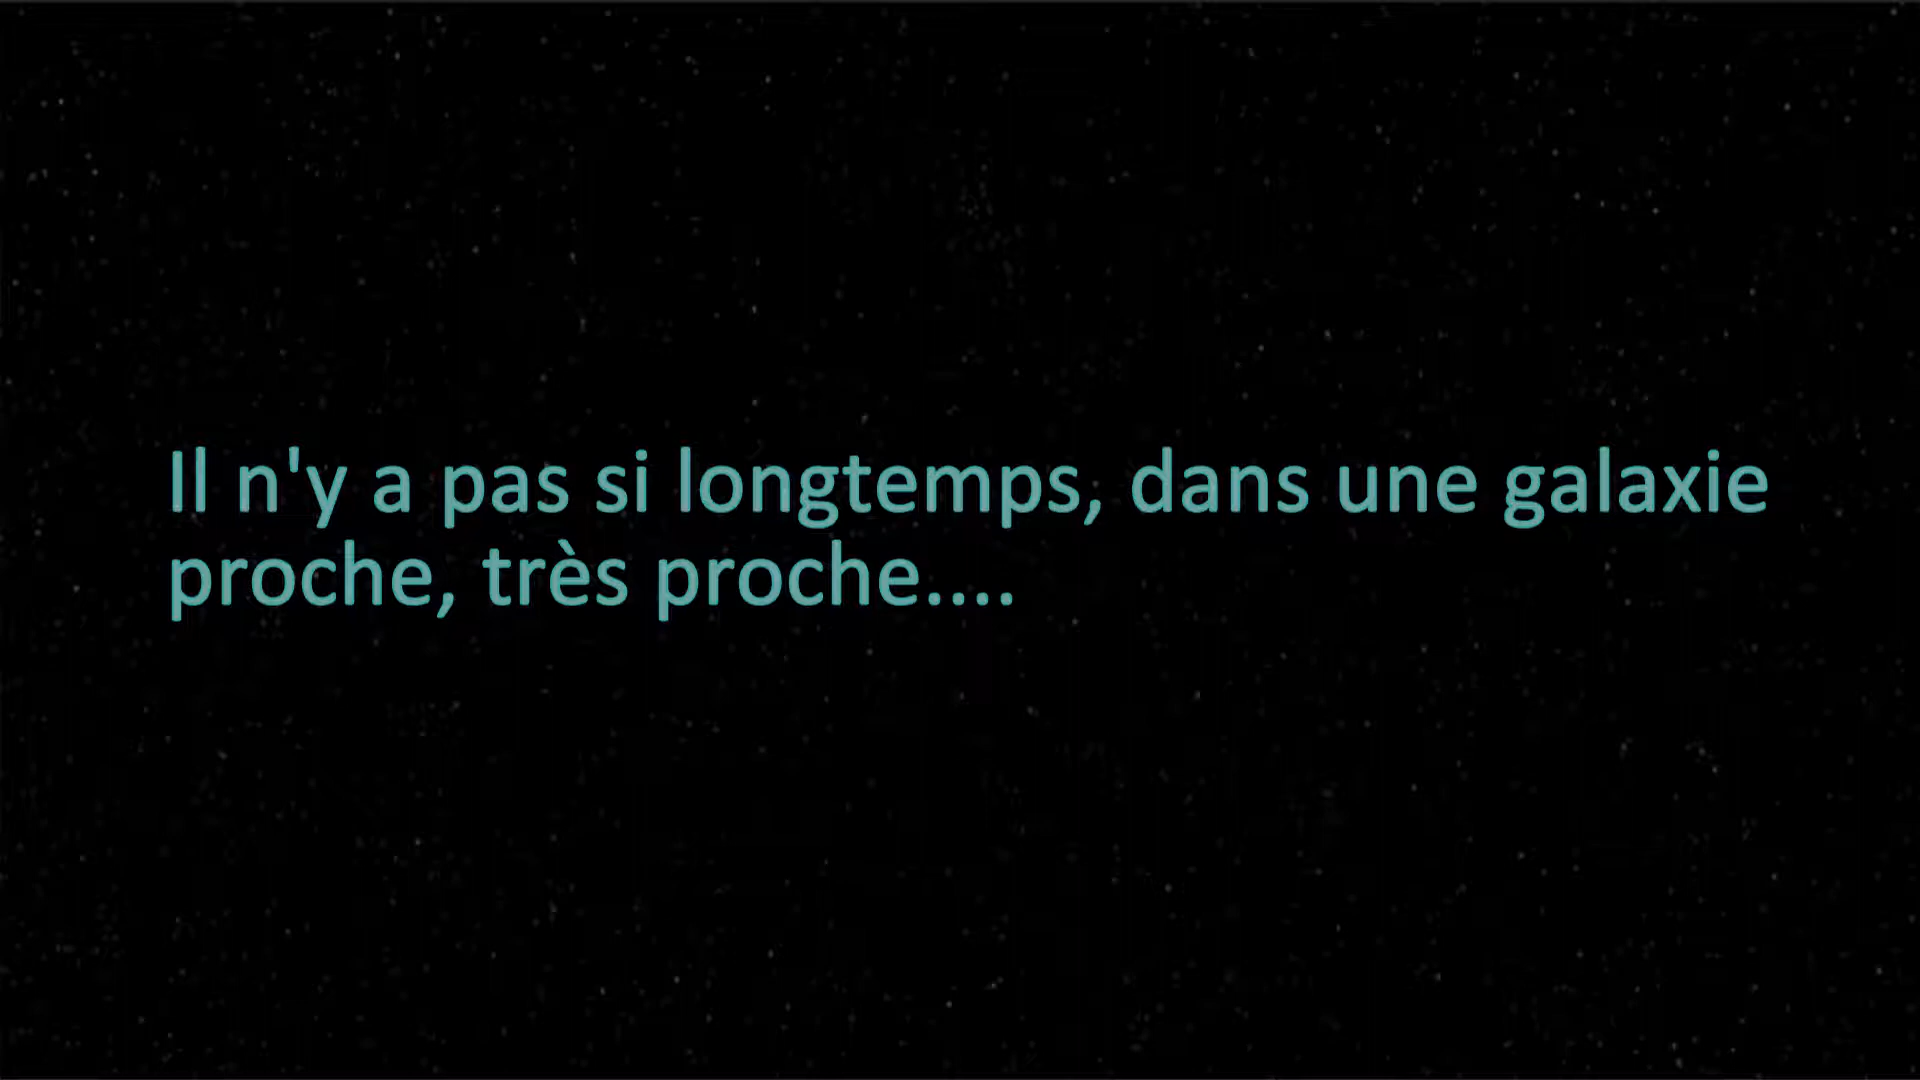 Il n'y a pas si longtemps, dans une galaxie
proche, très proche....